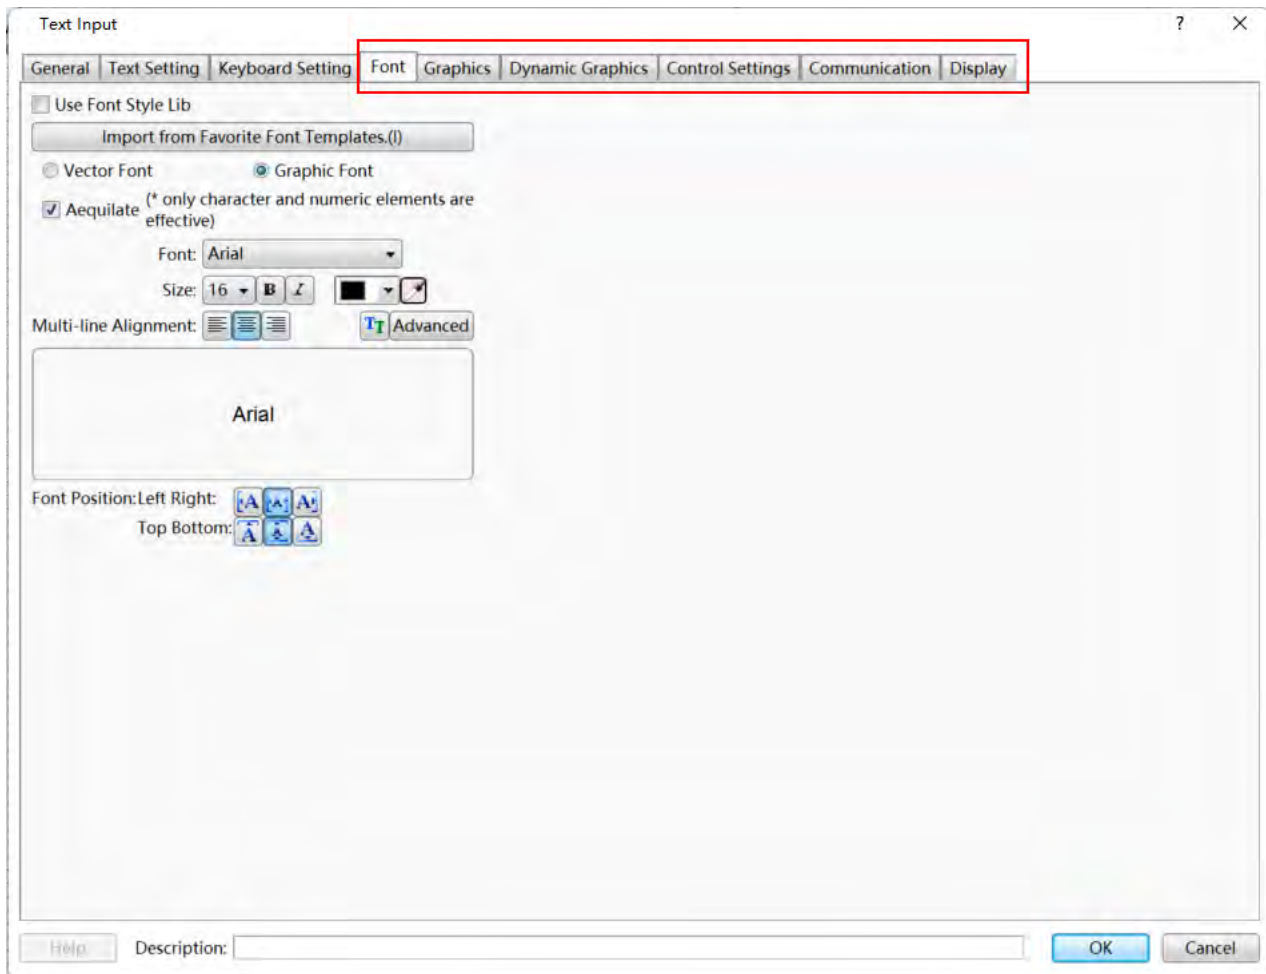 Text Input
?
General Text Setting Keyboard Setting Font Graphics Dynamic Graphics Control Settings Communication Display
Use Font Style Lib
Import from Favorite Font Templates.(I)
Vector Font Graphic Font
Aequilate (* only character and numeric elements are
effective)
Font: Arial
Size: 16 B I
Multi-line Alignment: TT Advanced
Arial
Font Position:Left Right: A A A
Top Bottom: A A A
Help Description: OK Cancel